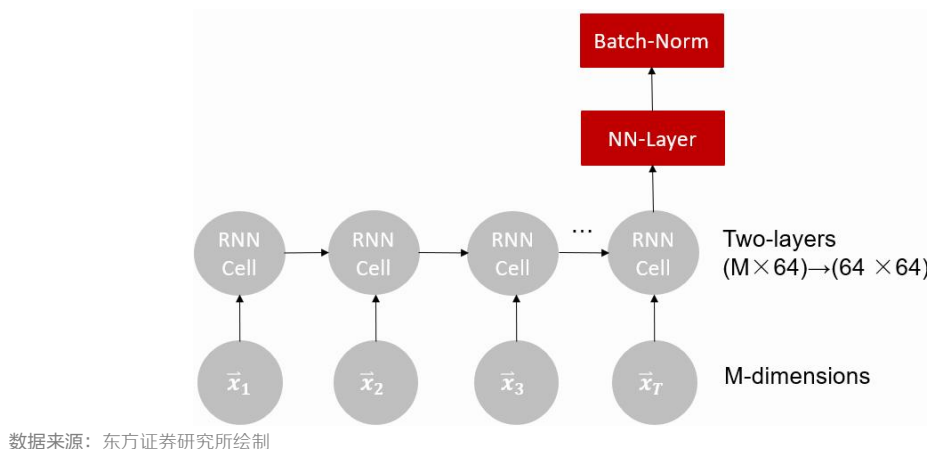 Batch-Norm
NN-Layer
RNN Cell
RNN Cell
RNN Cell
...
RNN Cell
Two-layers
(M×64)→(64 ×64)
x⃗₁
x⃗₂
x⃗₃
x⃗_T
M-dimensions
数据来源：东方证券研究所绘制